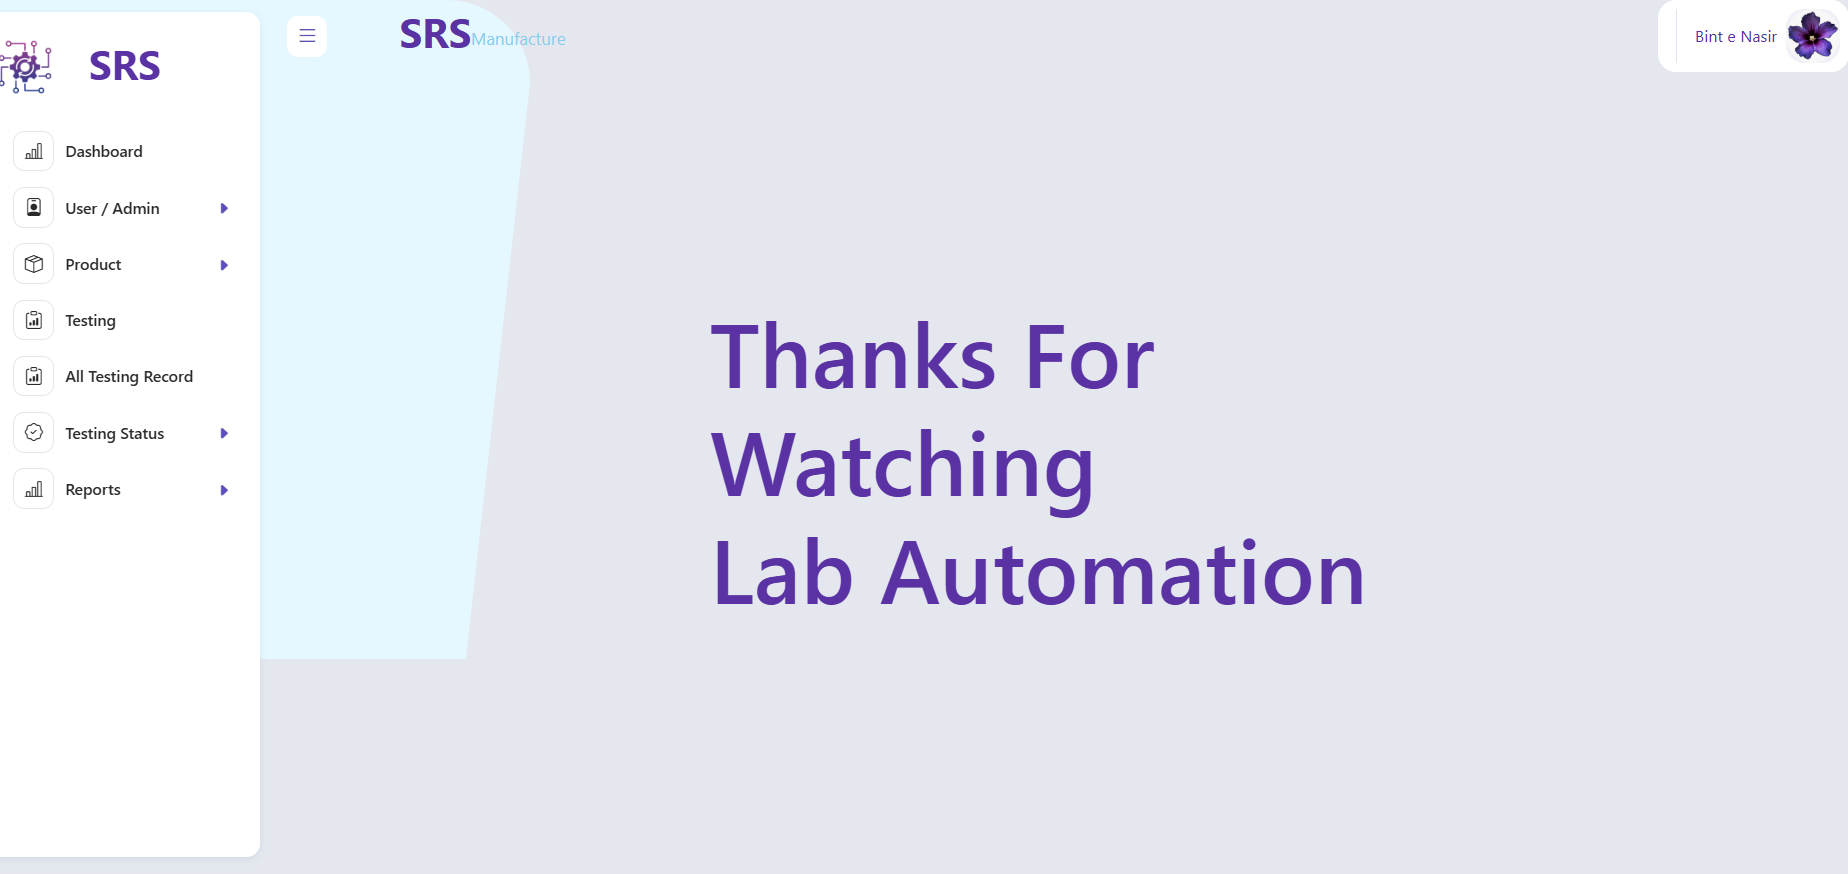 SRS
Dashboard
User / Admin
Product
Testing
All Testing Record
Testing Status
Reports
SRSManufacture
Bint e Nasir
Thanks For
Watching
Lab Automation